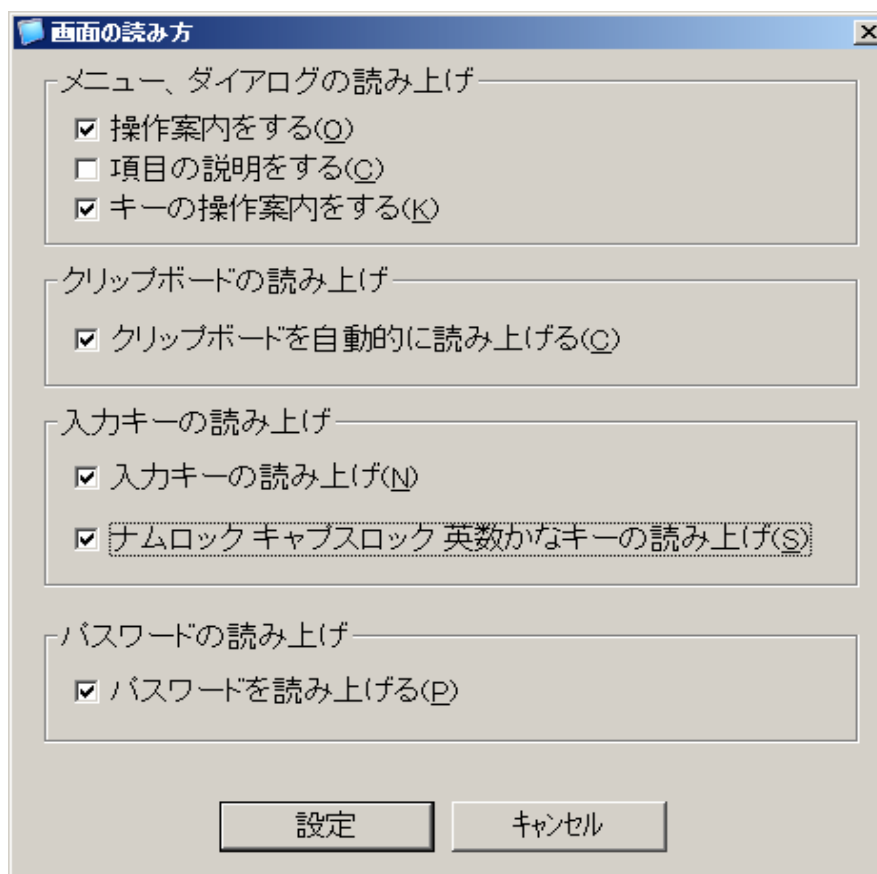 画面の読み方
メニュー、ダイアログの読み上げ
操作案内をする(O)
項目の説明をする(C)
キーの操作案内をする(K)
クリップボードの読み上げ
クリップボードを自動的に読み上げる(C)
入力キーの読み上げ
入力キーの読み上げ(N)
ナムロック キャプスロック 英数かなキーの読み上げ(S)
パスワードの読み上げ
パスワードを読み上げる(P)
設定 キャンセル